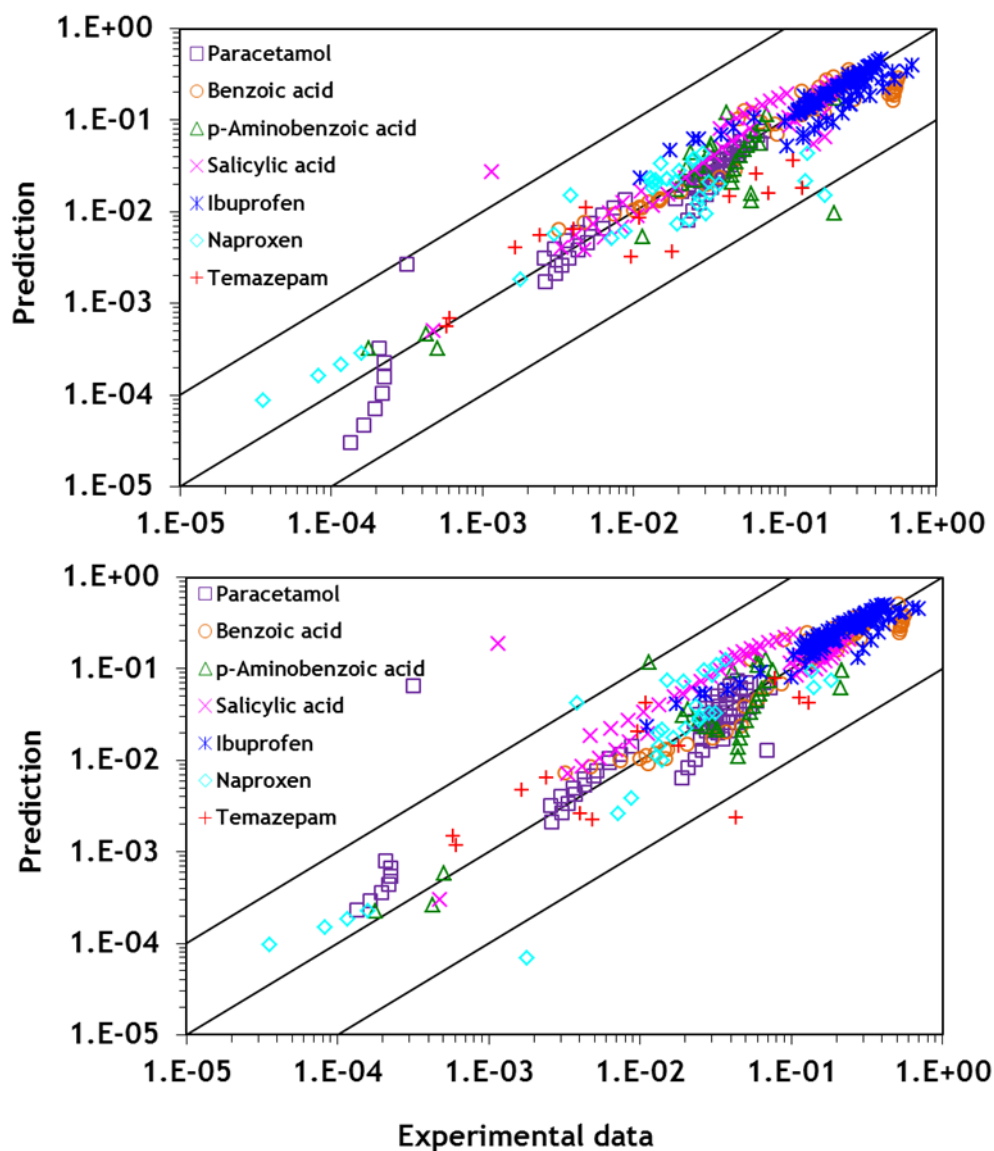 1.E+00
1.E-01
1.E-02
1.E-03
1.E-04
1.E-05
Prediction
Paracetamol
Benzoic acid
p-Aminobenzoic acid
Salicylic acid
Ibuprofen
Naproxen
Temazepam
1.E-05 1.E-04 1.E-03 1.E-02 1.E-01 1.E+00
1.E+00
1.E-01
1.E-02
1.E-03
1.E-04
1.E-05
Prediction
Paracetamol
Benzoic acid
p-Aminobenzoic acid
Salicylic acid
Ibuprofen
Naproxen
Temazepam
1.E-05 1.E-04 1.E-03 1.E-02 1.E-01 1.E+00
Experimental data